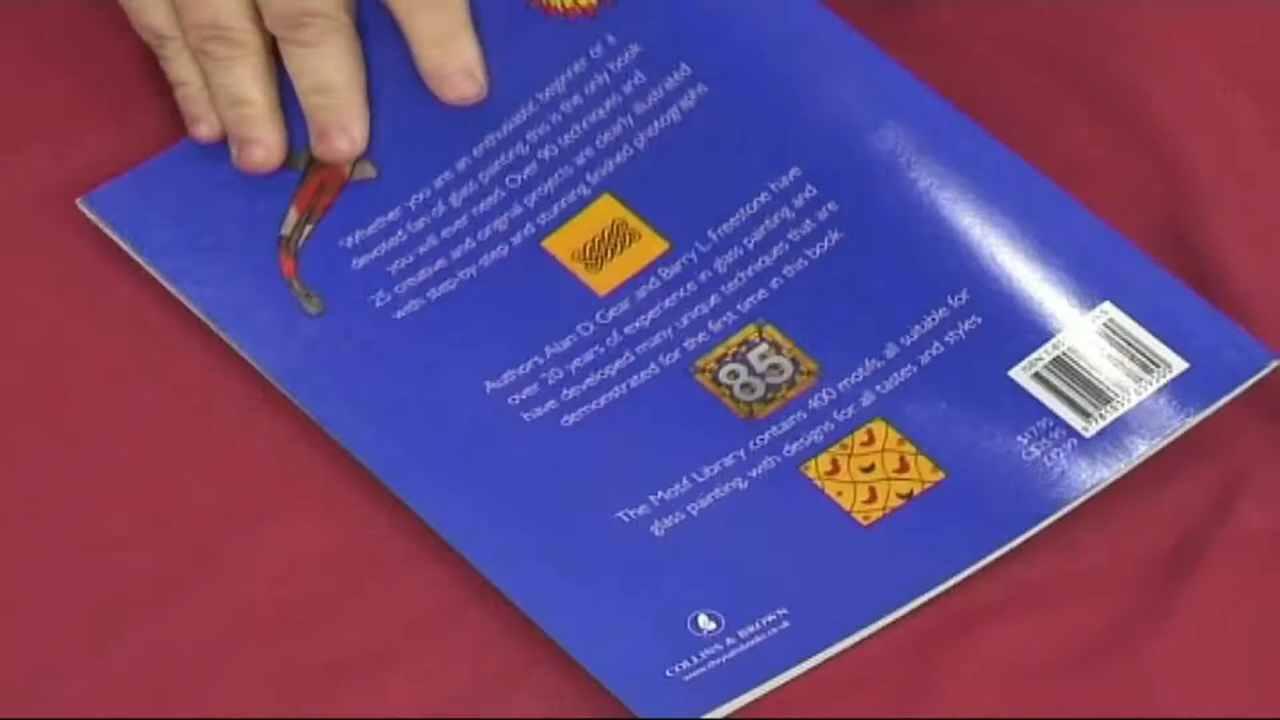 Whether you are an enthusiastic beginner or a
devoted fan of glass painting, this is the only book
you will ever need. Over 90 techniques and
25 creative and original projects are clearly illustrated
with step-by-step and stunning finished photographs
Authors Alan D. Gear and Barry L. Freestone have
over 20 years of experience in glass painting and
have developed many unique techniques that are
demonstrated for the first time in this book.
85
The Motif Library contains 400 motifs, all suitable for
glass painting, with designs for all tastes and styles
£12.99
COLLINS & BROWN